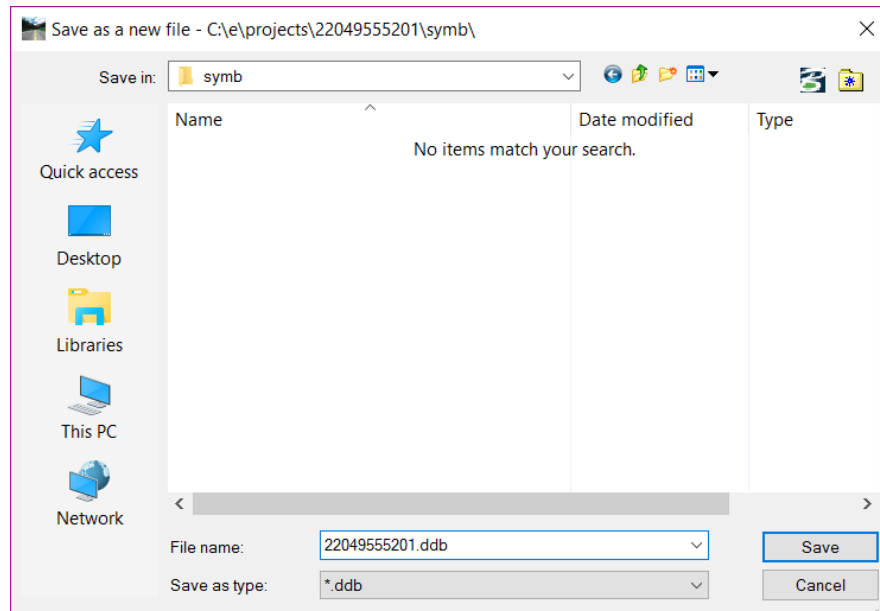 Save as a new file - C:\e\projects\22049555201\symb\
Save in: symb
Name Date modified Type
No items match your search.
Quick access
Desktop
Libraries
This PC
Network
File name: 22049555201.ddb Save
Save as type: *.ddb Cancel